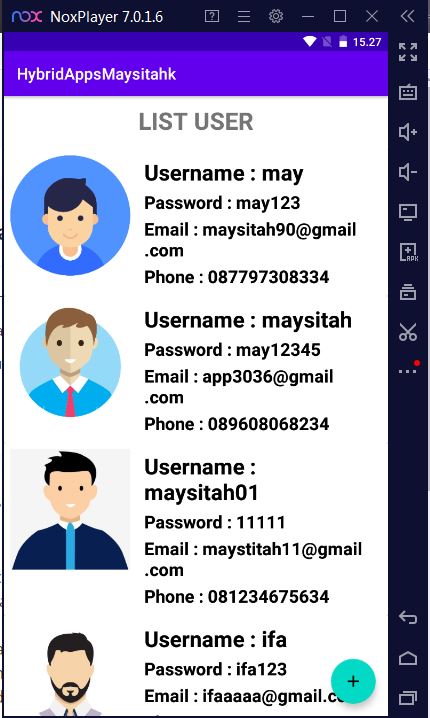 nox NoxPlayer 7.0.1.6
15.27
HybridAppsMaysitahk
LIST USER
Username : may
Password : may123
Email : maysitah90@gmail
.com
Phone : 087797308334
Username : maysitah
Password : may12345
Email : app3036@gmail
.com
Phone : 089608068234
Username :
maysitah01
Password : 11111
Email : maystitah11@gmail
.com
Phone : 081234675634
Username : ifa
Password : ifa123
Email : ifaaaaa@gmail.c
APK